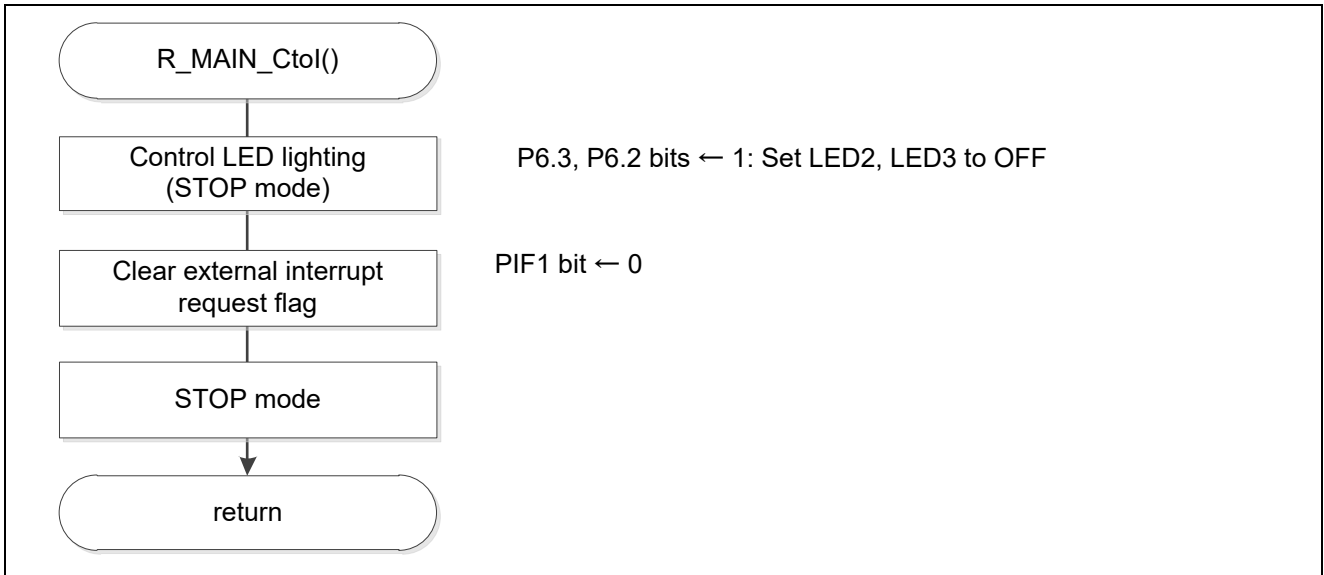 R_MAIN_CtoI()
Control LED lighting
(STOP mode)
P6.3, P6.2 bits ← 1: Set LED2, LED3 to OFF
Clear external interrupt
request flag
PIF1 bit ← 0
STOP mode
return